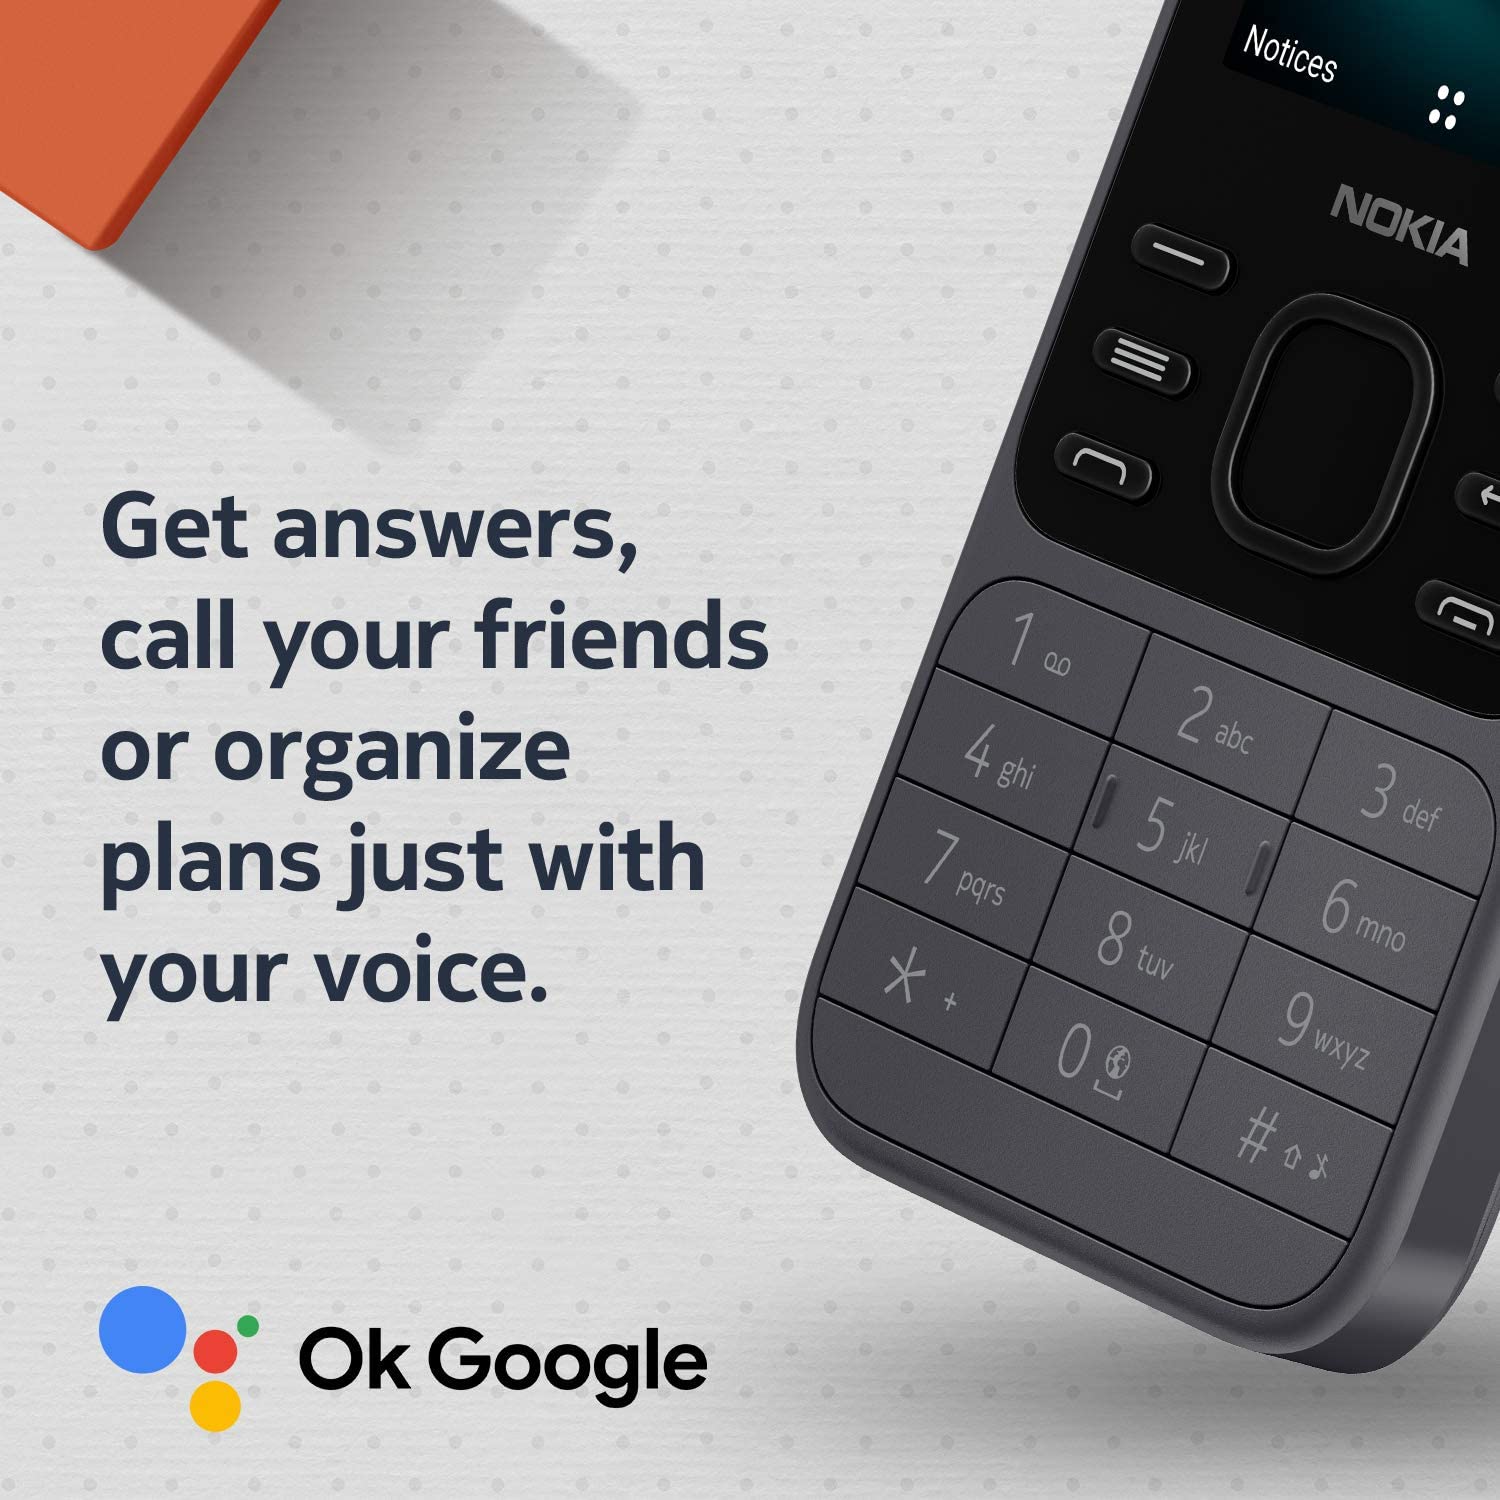 Notices
NOKIA
Get answers,
call your friends
or organize
plans just with
your voice.
1
2 abc
3 def
4 ghi
5 jkl
6 mno
7 pqrs
8 tuv
9 wxyz
* +
0
#
Ok Google